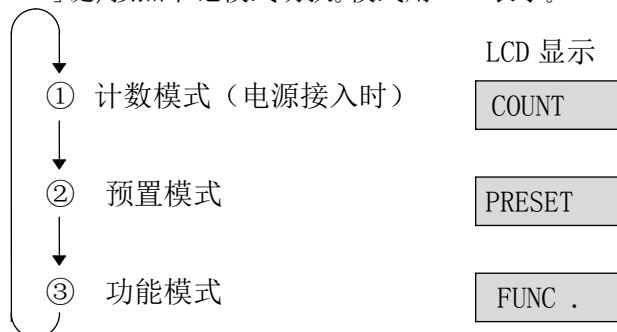 LCD 显示
① 计数模式（电源接入时）
COUNT
② 预置模式
PRESET
③ 功能模式
FUNC .